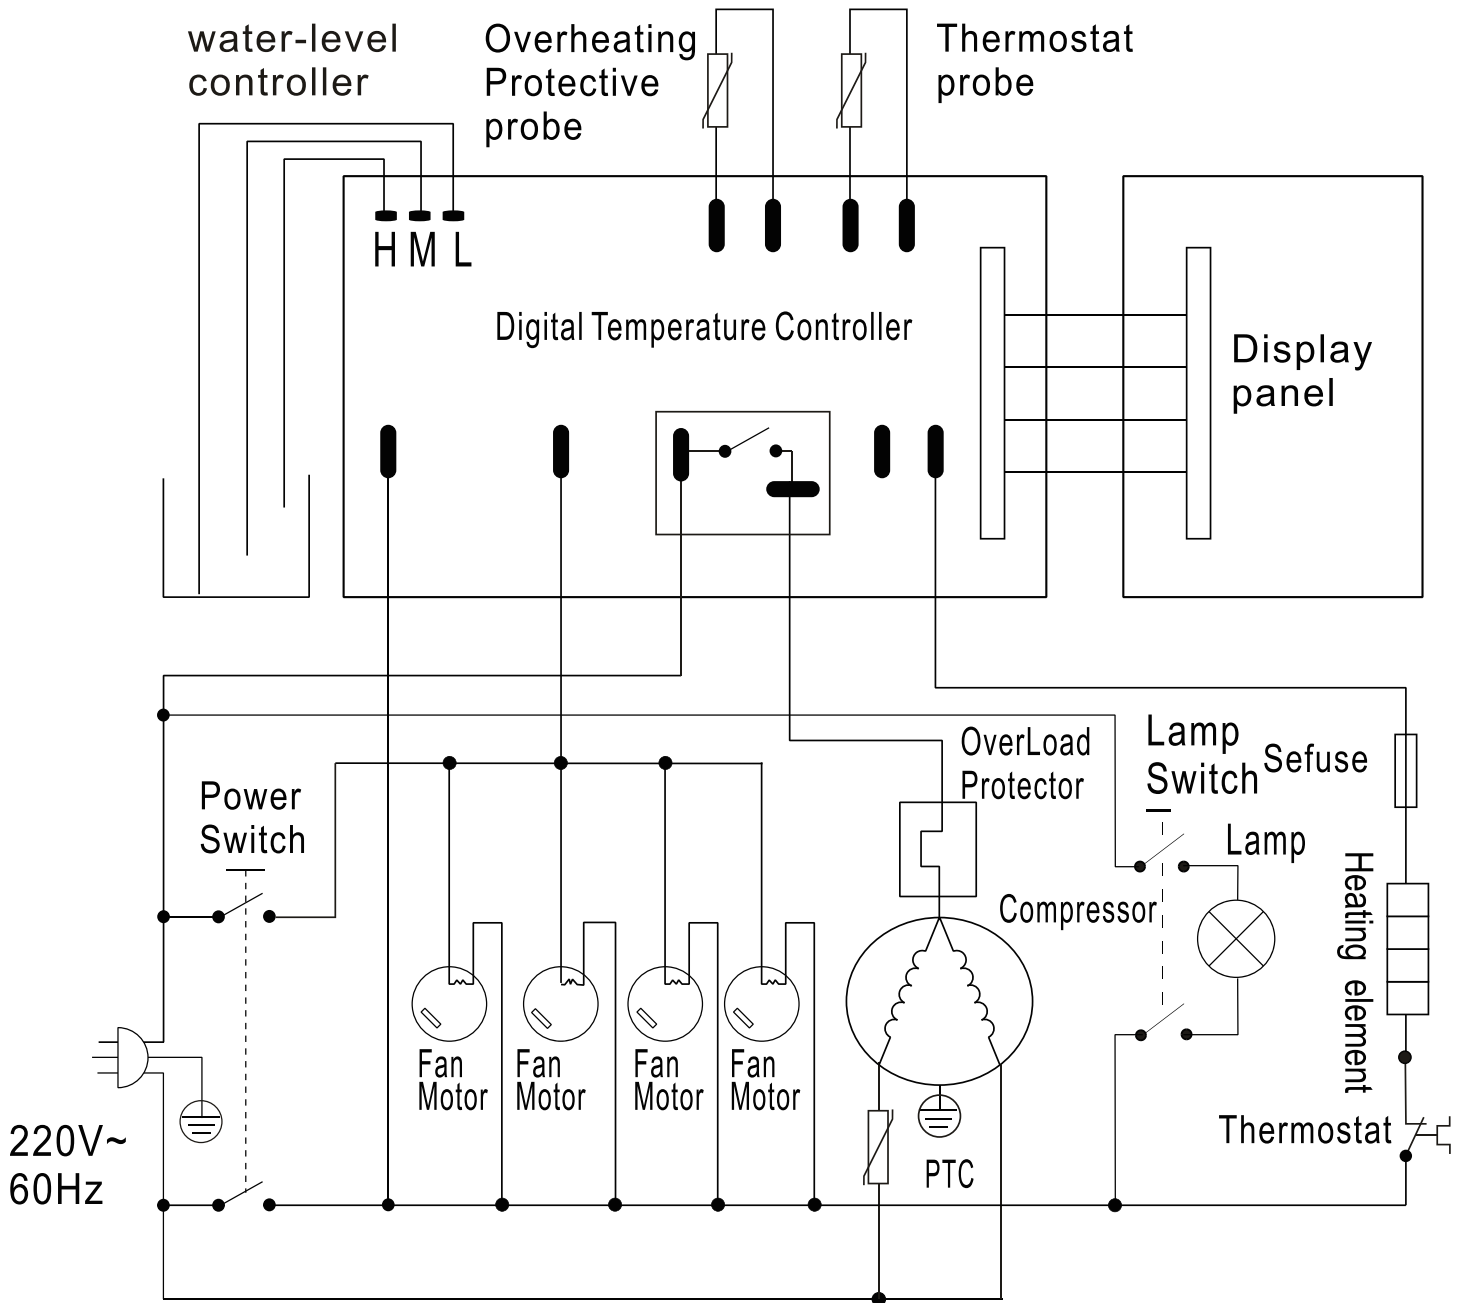 water-level
controller
Overheating
Protective
probe
Thermostat
probe
H M L
Digital Temperature Controller
Display
panel
Power
Switch
OverLoad
Protector
Lamp
Switch
Sefuse
Lamp
Compressor
Heating element
Fan
Motor
Fan
Motor
Fan
Motor
Fan
Motor
220V~
60Hz
PTC
Thermostat